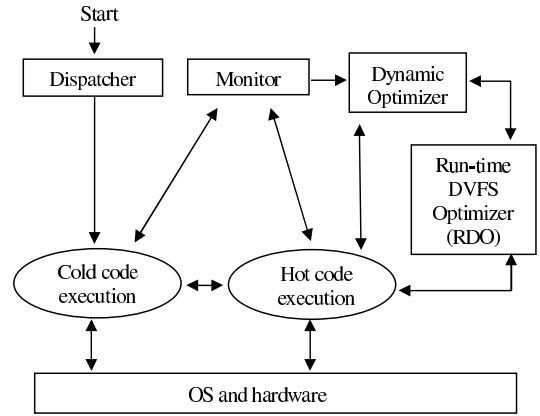 Start
Dispatcher
Monitor
Dynamic
Optimizer
Run-time
DVFS
Optimizer
(RDO)
Cold code
execution
Hot code
execution
OS and hardware